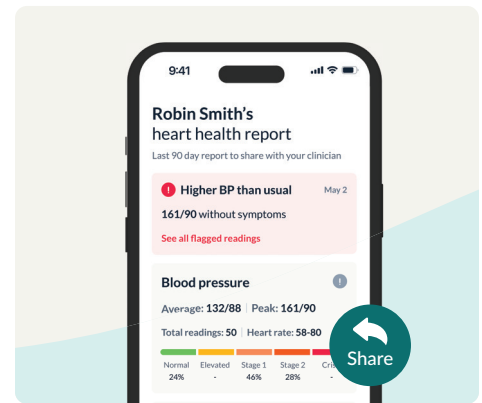 9:41
Robin Smith's
heart health report
Last 90 day report to share with your clinician
Higher BP than usual May 2
161/90 without symptoms
See all flagged readings
Blood pressure
Average: 132/88 | Peak: 161/90
Total readings: 50 | Heart rate: 58-80
Normal Elevated Stage 1 Stage 2
24% - 46% 28% -
Share